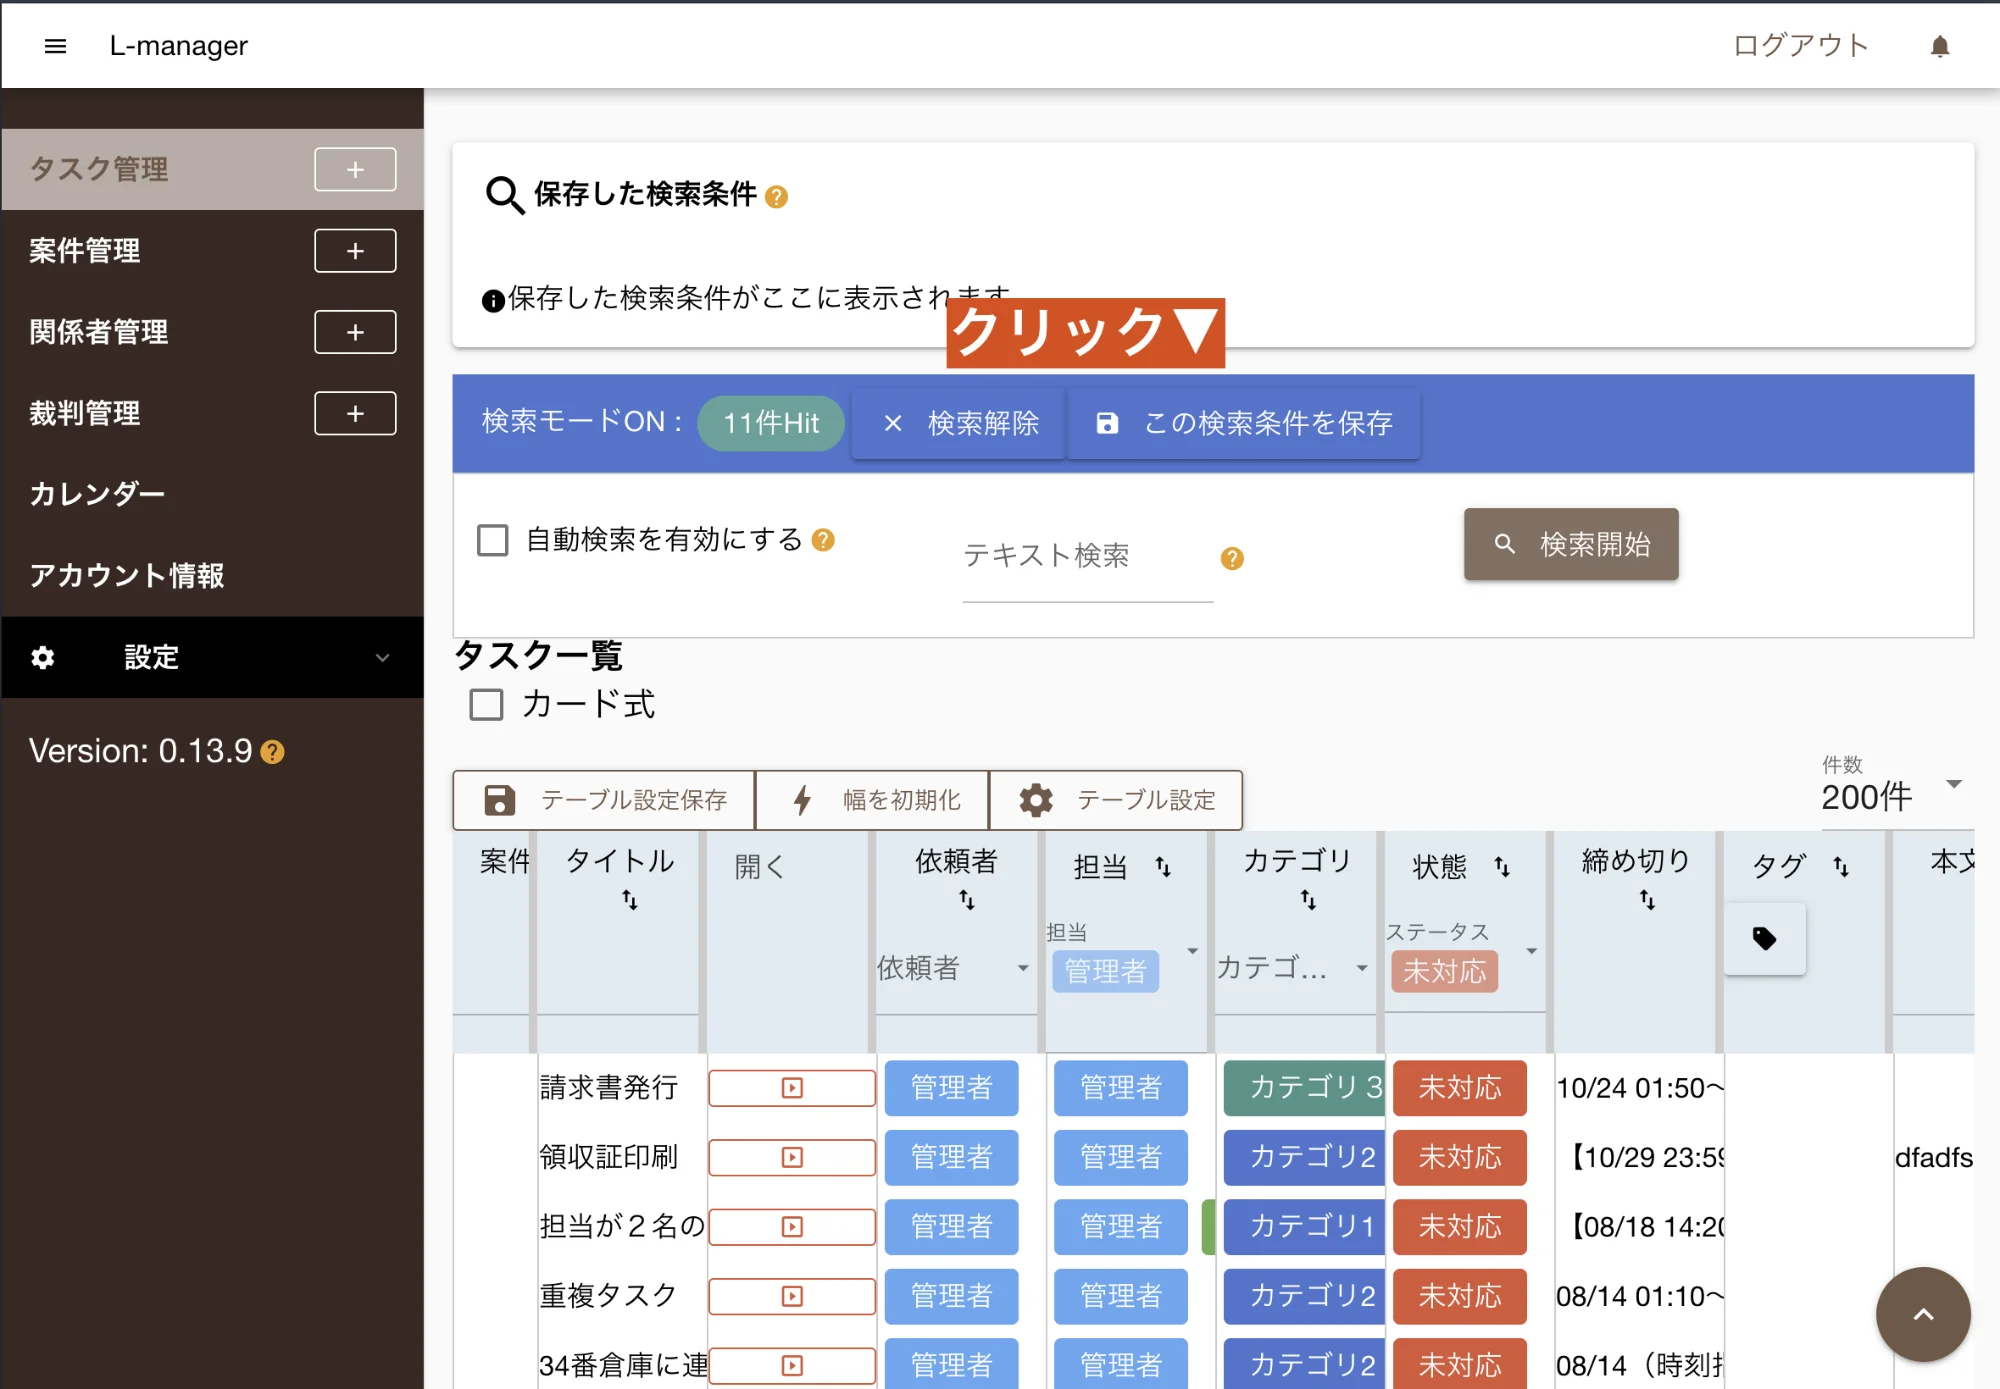 L-manager
ログアウト
タスク管理
+
案件管理
+
関係者管理
+
裁判管理
+
カレンダー
アカウント情報
設定
Version: 0.13.9
保存した検索条件
保存した検索条件がここに表示されます
クリック▼
検索モードON : 11件Hit × 検索解除 この検索条件を保存
自動検索を有効にする テキスト検索 検索開始
タスク一覧
カード式
テーブル設定保存 幅を初期化 テーブル設定
件数
200件
案件 タイトル 開く 依頼者 担当 カテゴリ 状態 締め切り タグ 本文
担当 ステータス
依頼者 管理者 カテゴ... 未対応
請求書発行 管理者 管理者 カテゴリ３ 未対応 10/24 01:50〜
領収証印刷 管理者 管理者 カテゴリ2 未対応 【10/29 23:59 dfadfs
担当が２名の 管理者 管理者 カテゴリ1 未対応 【08/18 14:20
重複タスク 管理者 管理者 カテゴリ2 未対応 08/14 01:10〜
34番倉庫に連 管理者 管理者 カテゴリ2 未対応 08/14（時刻